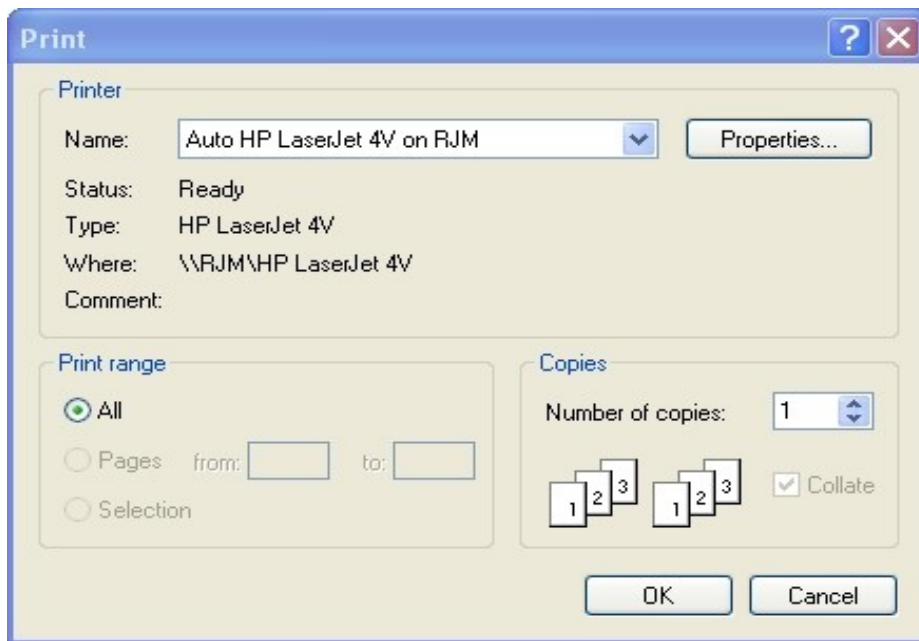 Print
Printer
Name: Auto HP LaserJet 4V on RJM Properties...
Status: Ready
Type: HP LaserJet 4V
Where: \\RJM\HP LaserJet 4V
Comment:
Print range
All
Pages from: to:
Selection
Copies
Number of copies: 1
1 2 3 1 2 3
Collate
OK Cancel